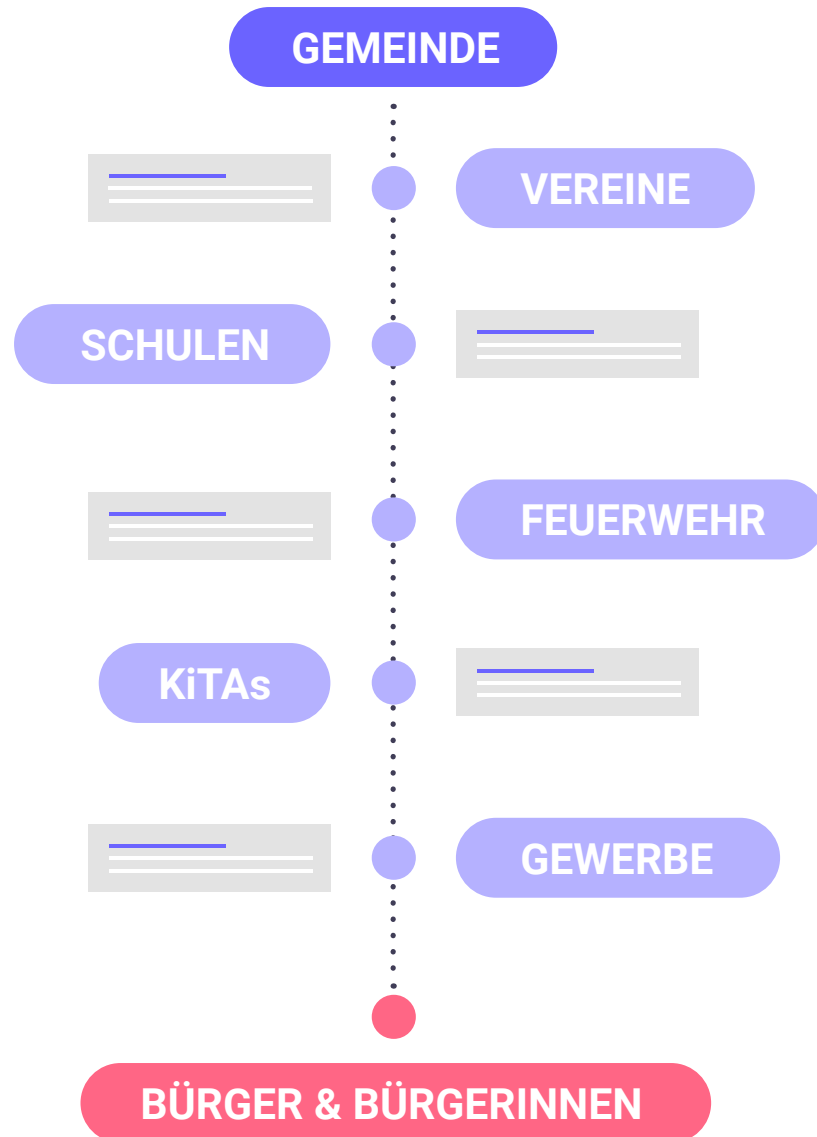 GEMEINDE
VEREINE
SCHULEN
FEUERWEHR
KiTAs
GEWERBE
BÜRGER & BÜRGERINNEN